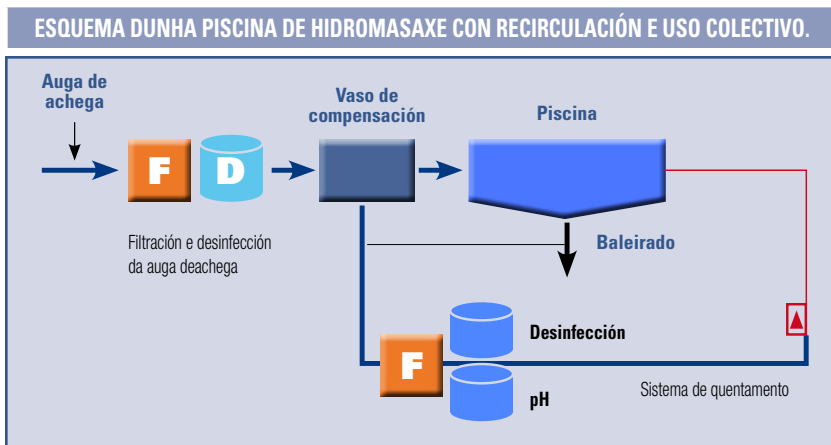 ESQUEMA DUNHA PISCINA DE HIDROMASAXE CON RECIRCULACIÓN E USO COLECTIVO.
Auga de
achega
Vaso de
compensación
Piscina
F
D
Filtración e desinfección
da auga deachega
Baleirado
Desinfección
F
pH
Sistema de quentamento